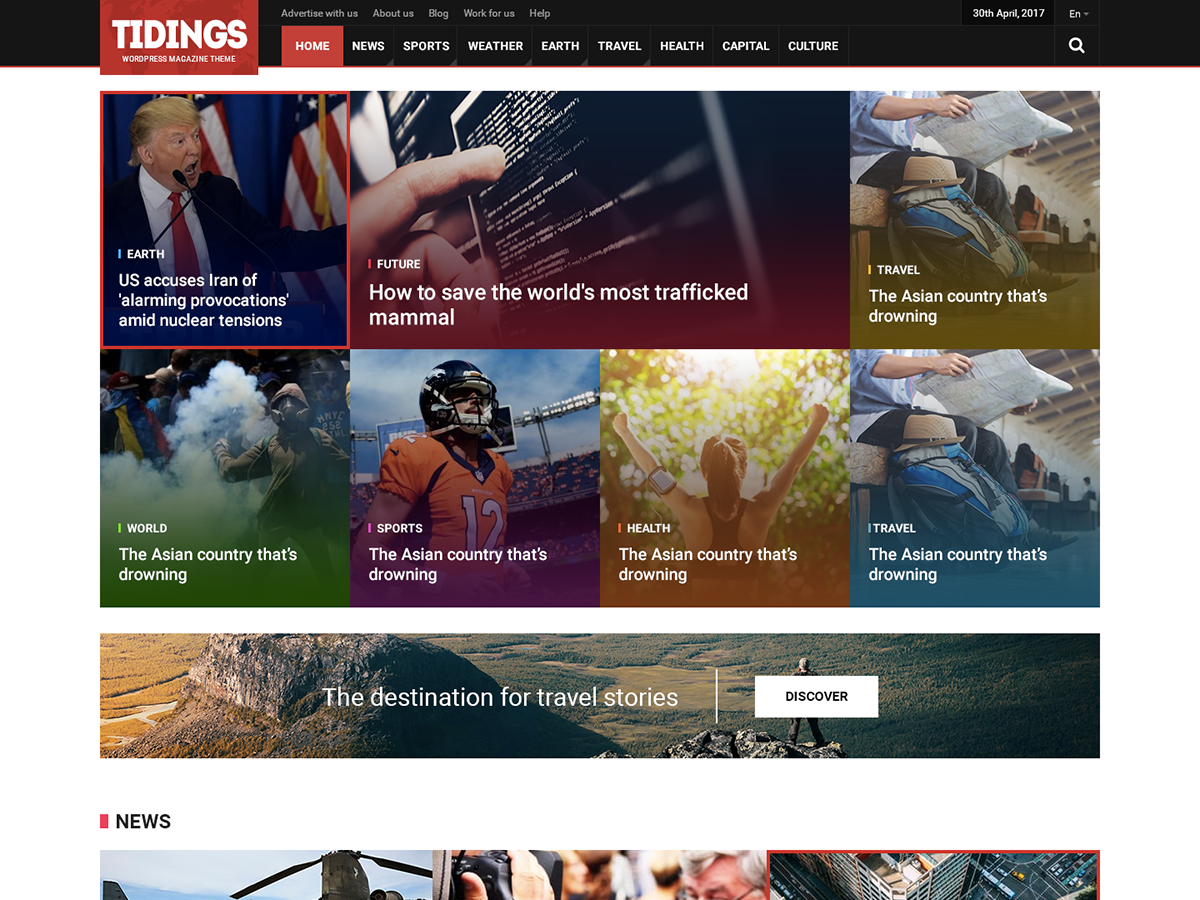 Advertise with us About us Blog Work for us Help 30th April, 2017 En
TIDINGS
WORDPRESS MAGAZINE THEME
HOME NEWS SPORTS WEATHER EARTH TRAVEL HEALTH CAPITAL CULTURE
EARTH
US accuses Iran of
'alarming provocations'
amid nuclear tensions
FUTURE
How to save the world's most trafficked
mammal
TRAVEL
The Asian country that’s
drowning
WORLD
The Asian country that’s
drowning
SPORTS
The Asian country that’s
drowning
12
HEALTH
The Asian country that’s
drowning
TRAVEL
The Asian country that’s
drowning
The destination for travel stories
DISCOVER
NEWS